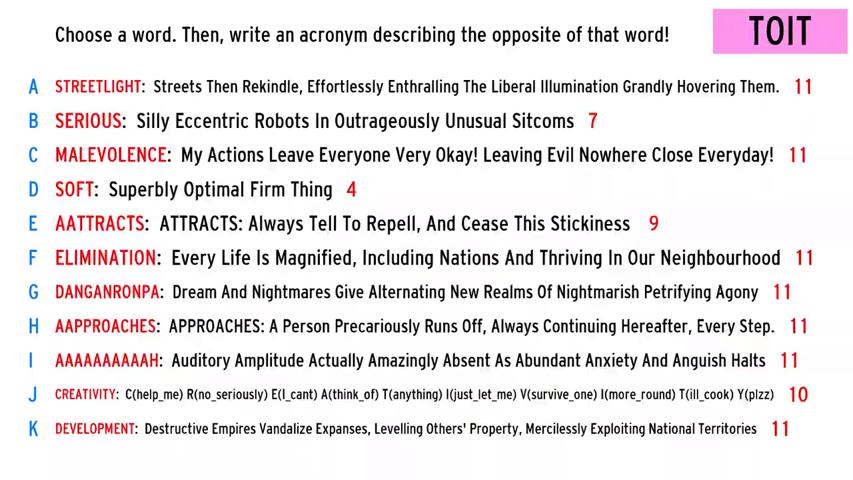 Choose a word. Then, write an acronym describing the opposite of that word!
TOIT
A STREETLIGHT: Streets Then Rekindle, Effortlessly Enthralling The Liberal Illumination Grandly Hovering Them. 11
B SERIOUS: Silly Eccentric Robots In Outrageously Unusual Sitcoms 7
C MALEVOLENCE: My Actions Leave Everyone Very Okay! Leaving Evil Nowhere Close Everyday! 11
D SOFT: Superbly Optimal Firm Thing 4
E AATTRACTS: ATTRACTS: Always Tell To Repell, And Cease This Stickiness 9
F ELIMINATION: Every Life Is Magnified, Including Nations And Thriving In Our Neighbourhood 11
G DANGANRONPA: Dream And Nightmares Give Alternating New Realms Of Nightmarish Petrifying Agony 11
H AAPPROACHES: APPROACHES: A Person Precariously Runs Off, Always Continuing Hereafter, Every Step. 11
I AAAAAAAAAAH: Auditory Amplitude Actually Amazingly Absent As Abundant Anxiety And Anguish Halts 11
J CREATIVITY: C(help_me) R(no_seriously) E(I_cant) A(think_of) T(anything) I(just_let_me) V(survive_one) I(more_round) T(ill_cook) Y(plzz) 10
K DEVELOPMENT: Destructive Empires Vandalize Expanses, Levelling Others' Property, Mercilessly Exploiting National Territories 11